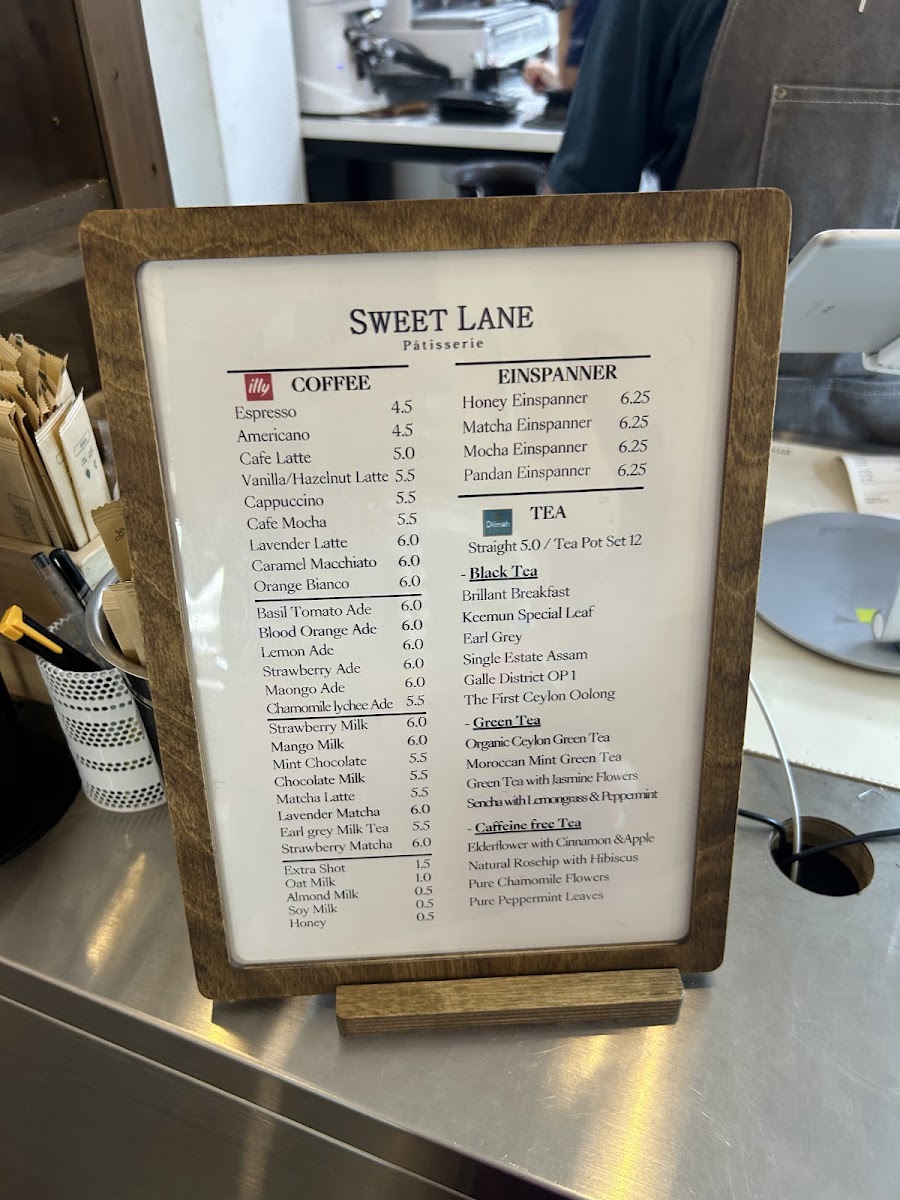 SWEET LANE
Pâtisserie
illy COFFEE
Espresso 4.5
Americano 4.5
Cafe Latte 5.0
Vanilla/Hazelnut Latte 5.5
Cappuccino 5.5
Cafe Mocha 5.5
Lavender Latte 6.0
Caramel Macchiato 6.0
Orange Bianco 6.0
Basil Tomato Ade 6.0
Blood Orange Ade 6.0
Lemon Ade 6.0
Strawberry Ade 6.0
Maongo Ade 6.0
Chamomile lychee Ade 5.5
Strawberry Milk 6.0
Mango Milk 6.0
Mint Chocolate 5.5
Chocolate Milk 5.5
Matcha Latte 5.5
Lavender Matcha 6.0
Earl grey Milk Tea 5.5
Strawberry Matcha 6.0
Extra Shot 1.5
Oat Milk 1.0
Almond Milk 0.5
Soy Milk 0.5
Honey 0.5
EINSPANNER
Honey Einspanner 6.25
Matcha Einspanner 6.25
Mocha Einspanner 6.25
Pandan Einspanner 6.25
Dilmah TEA
Straight 5.0 / Tea Pot Set 12
- Black Tea
Brillant Breakfast
Keemun Special Leaf
Earl Grey
Single Estate Assam
Galle District OP 1
The First Ceylon Oolong
- Green Tea
Organic Ceylon Green Tea
Moroccan Mint Green Tea
Green Tea with Jasmine Flowers
Sencha with Lemongrass & Peppermint
- Caffeine free Tea
Elderflower with Cinnamon &Apple
Natural Rosehip with Hibiscus
Pure Chamomile Flowers
Pure Peppermint Leaves